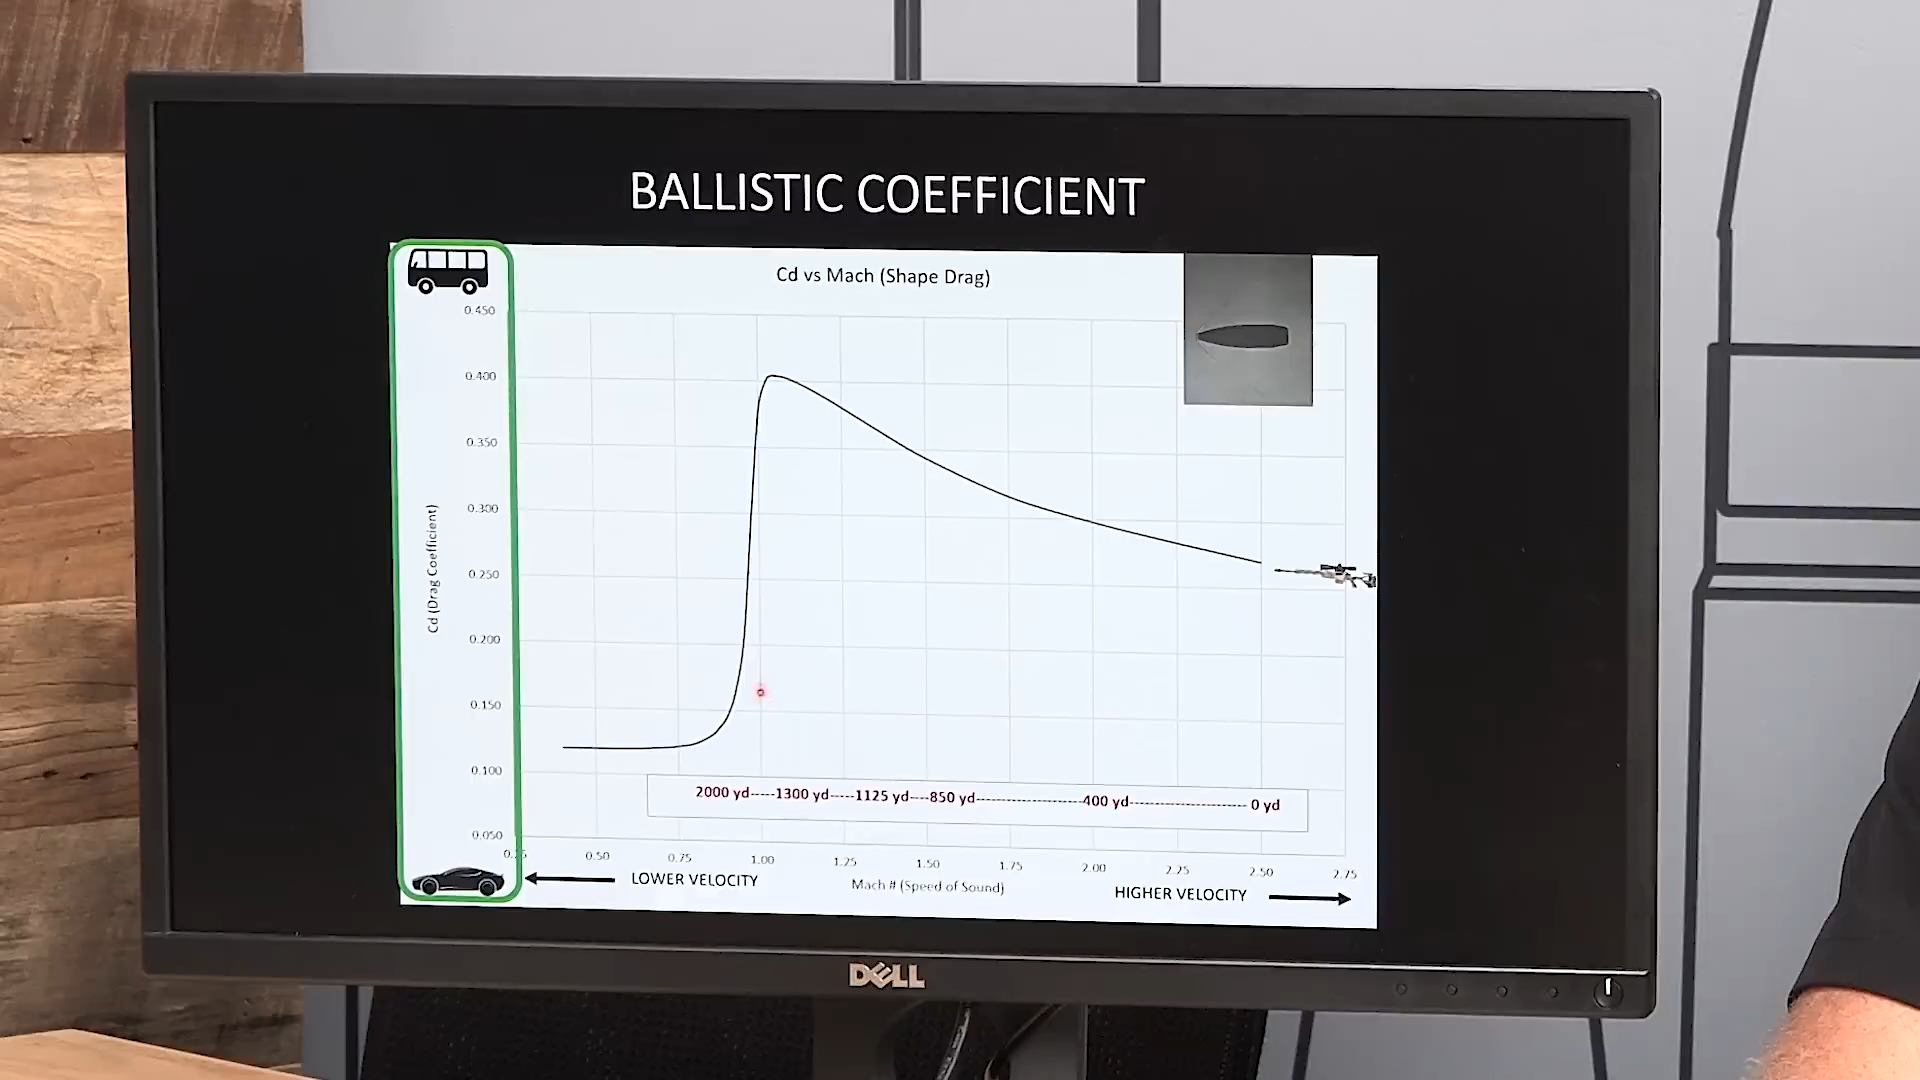 BALLISTIC COEFFICIENT
Cd vs Mach (Shape Drag)
0.450
0.400
0.350
0.300
0.250
0.200
0.150
0.100
0.050
Cd (Drag Coefficient)
2000 yd-----1300 yd-----1125 yd----850 yd----------------------400 yd------------------------ 0 yd
0.25 0.50 0.75 1.00 1.25 1.50 1.75 2.00 2.25 2.50 2.75
LOWER VELOCITY
Mach # (Speed of Sound)
HIGHER VELOCITY
DELL